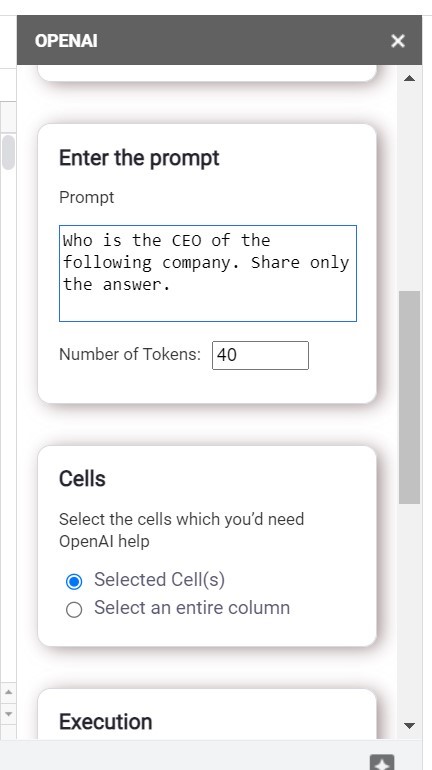 OPENAI
Enter the prompt
Prompt
Who is the CEO of the
following company. Share only
the answer.
Number of Tokens: 40
Cells
Select the cells which you'd need
OpenAI help
Selected Cell(s)
Select an entire column
Execution